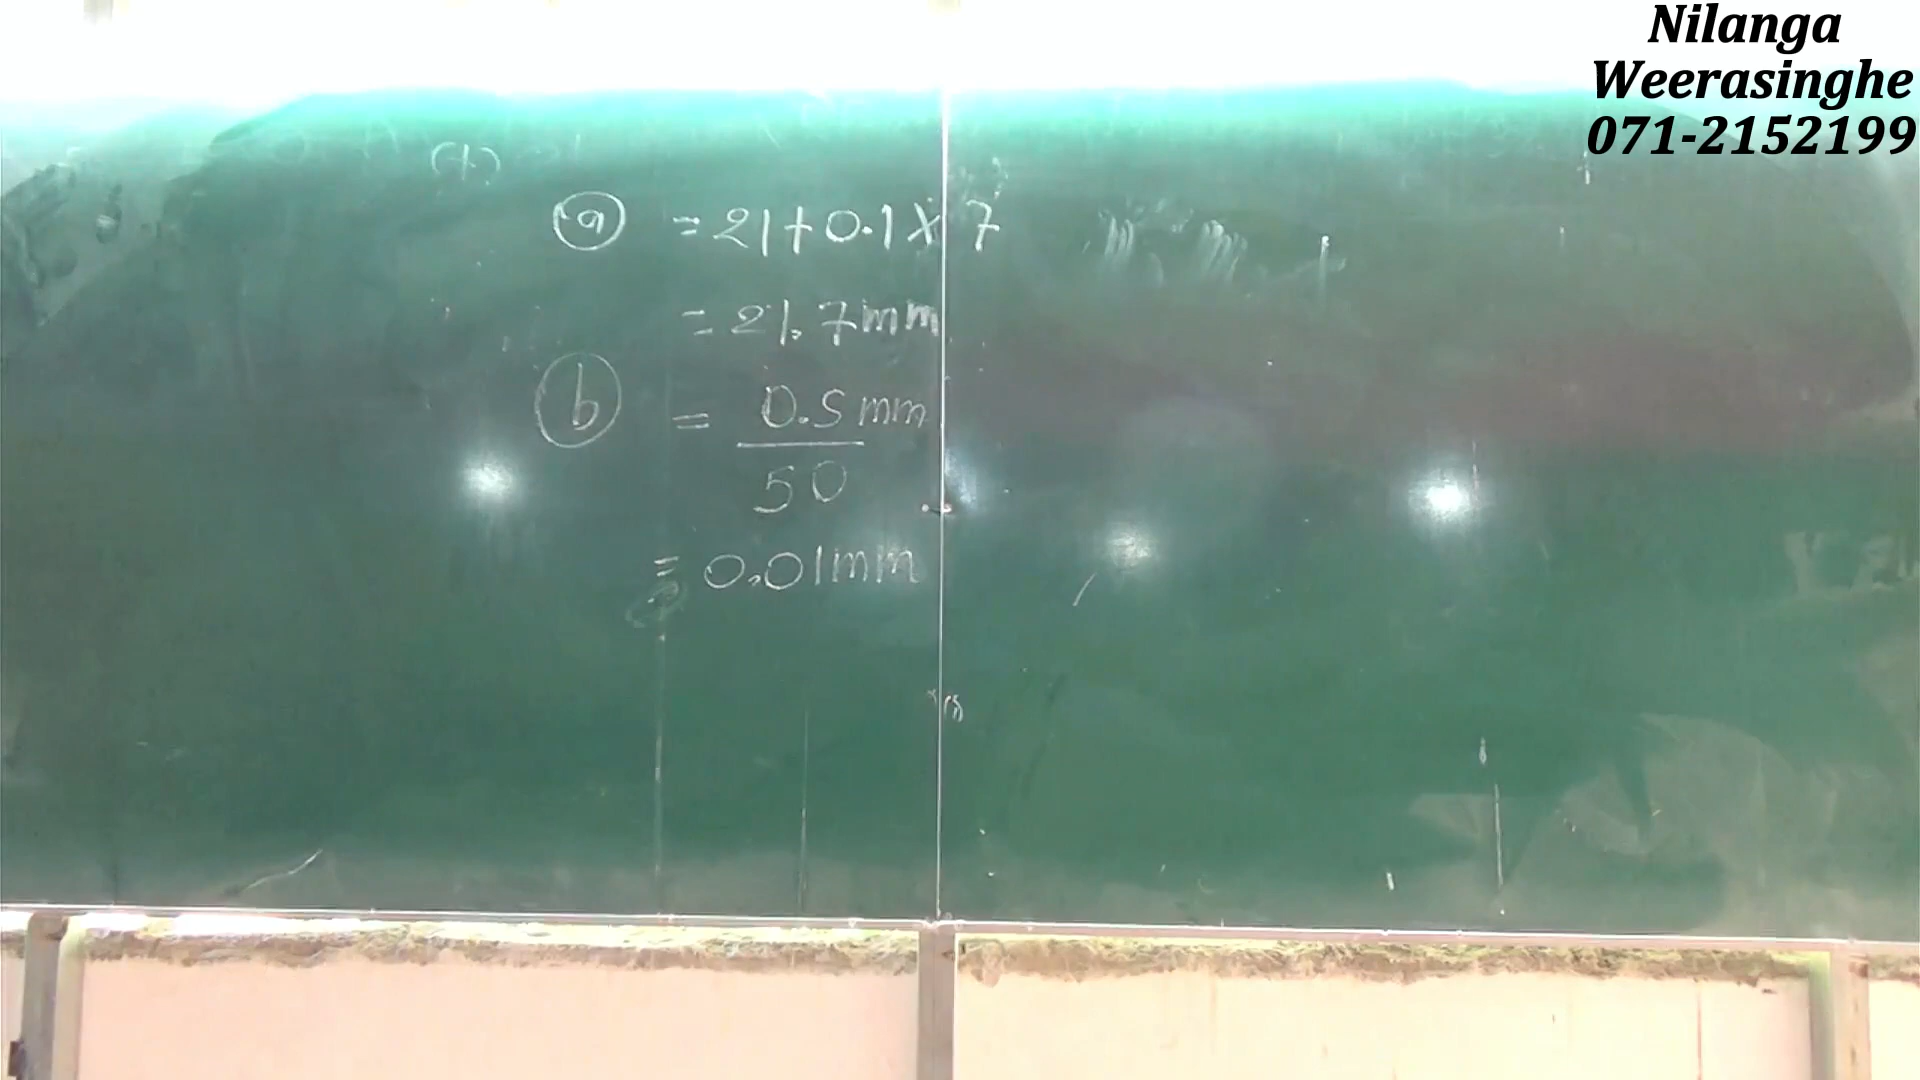 Nilanga
Weerasinghe
071-2152199
(t)
(a) = 21 + 0.1 X 7
= 21.7mm
(b) = 0.5mm
50
= 0.01mm